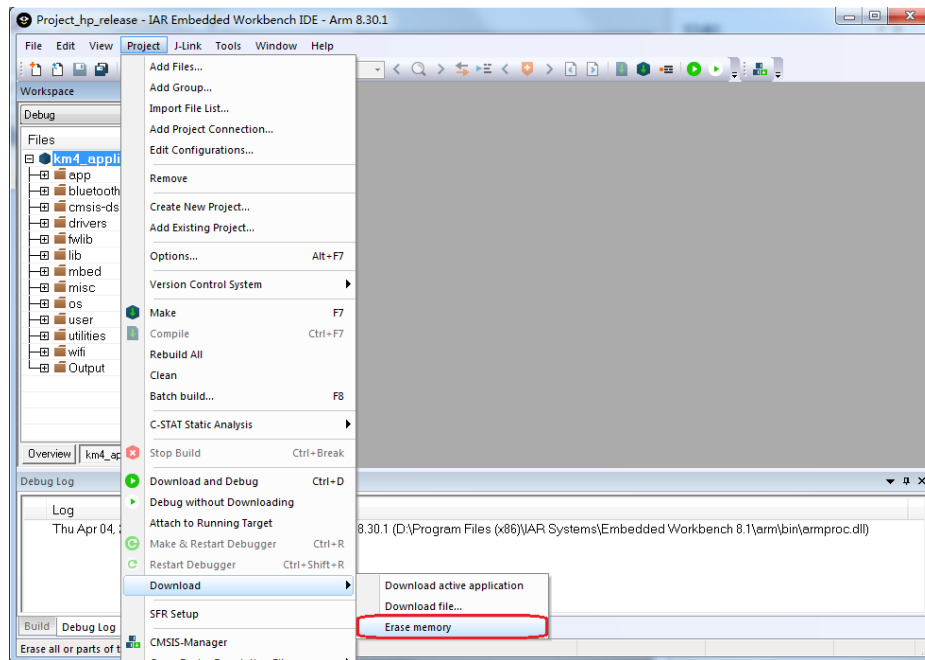 Project_hp_release - IAR Embedded Workbench IDE - Arm 8.30.1
File Edit View Project J-Link Tools Window Help
Workspace
Debug
Files
km4_appli
app
bluetooth
cmsis-ds
drivers
fwlib
lib
mbed
misc
os
user
utilities
wifi
Output
Overview km4_ap
Add Files...
Add Group...
Import File List...
Add Project Connection...
Edit Configurations...
Remove
Create New Project...
Add Existing Project...
Options... Alt+F7
Version Control System
Make F7
Compile Ctrl+F7
Rebuild All
Clean
Batch build... F8
C-STAT Static Analysis
Stop Build Ctrl+Break
Download and Debug Ctrl+D
Debug without Downloading
Attach to Running Target
Make & Restart Debugger Ctrl+R
Restart Debugger Ctrl+Shift+R
Download
SFR Setup
CMSIS-Manager
Download active application
Download file...
Erase memory
Debug Log
Log
Thu Apr 04, 8.30.1 (D:\Program Files (x86)\IAR Systems\Embedded Workbench 8.1\arm\bin\armproc.dll)
Build Debug Log
Erase all or parts of t